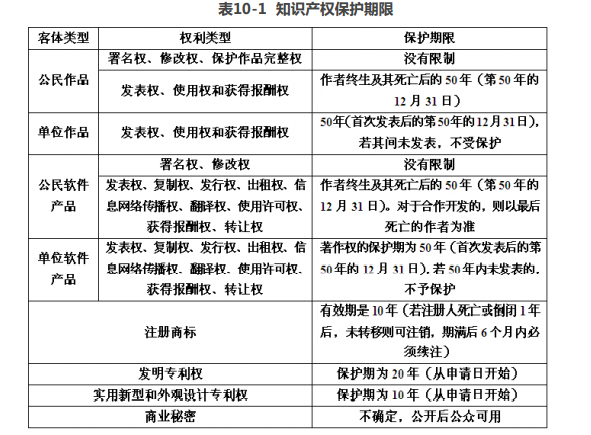 表10-1 知识产权保护期限
客体类型 权利类型 保护期限
公民作品
署名权、修改权、保护作品完整权 没有限制
发表权、使用权和获得报酬权
作者终生及其死亡后的50年（第50年的
12月31日）
单位作品
发表权、使用权和获得报酬权
50年（首次发表后的第50年的12月31日），
若其间未发表，不受保护
公民软件
产品
署名权、修改权 没有限制
发表权、复制权、发行权、出租权、信
息网络传播权、翻译权、使用许可权、
获得报酬权、转让权
作者终生及其死亡后的50年（第50年的
12月31日）。对于合作开发的，则以最后
死亡的作者为准
单位软件
产品
发表权、复制权、发行权、出租权、信
息网络传播权、翻译权、使用许可权、
获得报酬权、转让权
著作权的保护期为50年（首次发表后的第
50年的12月31日），若50年内未发表的，
不予保护
注册商标
有效期是10年（若注册人死亡或倒闭1年
后，未转移则可注销，期满后6个月内必
须续注）
发明专利权 保护期为20年（从申请日开始）
实用新型和外观设计专利权 保护期为10年（从申请日开始）
商业秘密 不确定，公开后公众可用